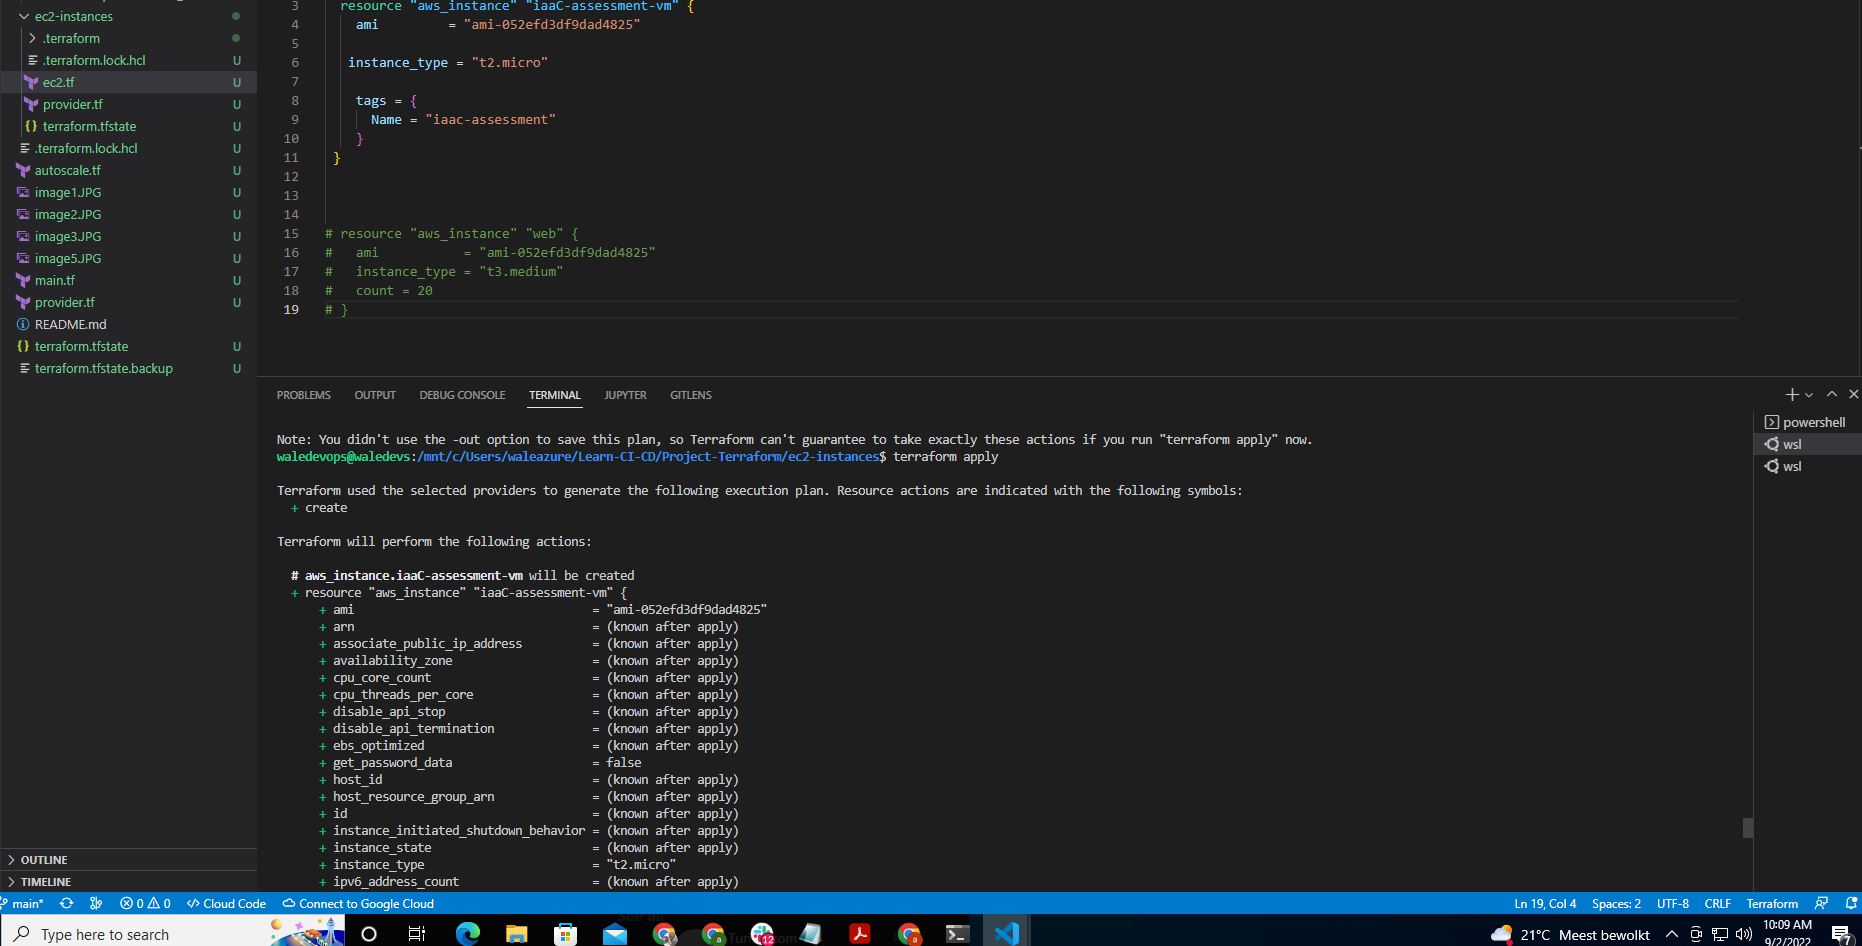 ec2-instances
.terraform
.terraform.lock.hcl U
ec2.tf U
provider.tf U
terraform.tfstate U
.terraform.lock.hcl U
autoscale.tf U
image1.JPG U
image2.JPG U
image3.JPG U
image5.JPG U
main.tf U
provider.tf U
README.md
terraform.tfstate U
terraform.tfstate.backup U
OUTLINE
TIMELINE
3 resource "aws_instance" "iaaC-assessment-vm" {
4 ami = "ami-052efd3df9dad4825"
5
6 instance_type = "t2.micro"
7
8 tags = {
9 Name = "iaac-assessment"
10 }
11 }
12
13
14
15 # resource "aws_instance" "web" {
16 # ami = "ami-052efd3df9dad4825"
17 # instance_type = "t3.medium"
18 # count = 20
19 # }
PROBLEMS OUTPUT DEBUG CONSOLE TERMINAL JUPYTER GITLENS
Note: You didn't use the -out option to save this plan, so Terraform can't guarantee to take exactly these actions if you run "terraform apply" now.
waledevops@waledevs:/mnt/c/Users/waleazure/Learn-CI-CD/Project-Terraform/ec2-instances$ terraform apply
Terraform used the selected providers to generate the following execution plan. Resource actions are indicated with the following symbols:
+ create
Terraform will perform the following actions:
# aws_instance.iaaC-assessment-vm will be created
+ resource "aws_instance" "iaaC-assessment-vm" {
+ ami = "ami-052efd3df9dad4825"
+ arn = (known after apply)
+ associate_public_ip_address = (known after apply)
+ availability_zone = (known after apply)
+ cpu_core_count = (known after apply)
+ cpu_threads_per_core = (known after apply)
+ disable_api_stop = (known after apply)
+ disable_api_termination = (known after apply)
+ ebs_optimized = (known after apply)
+ get_password_data = false
+ host_id = (known after apply)
+ host_resource_group_arn = (known after apply)
+ id = (known after apply)
+ instance_initiated_shutdown_behavior = (known after apply)
+ instance_state = (known after apply)
+ instance_type = "t2.micro"
+ ipv6_address_count = (known after apply)
powershell
wsl
wsl
main* 0 0 Cloud Code Connect to Google Cloud Ln 19, Col 4 Spaces: 2 UTF-8 CRLF Terraform
Type here to search 12 21°C Meest bewolkt 10:09 AM
9/2/2022 7